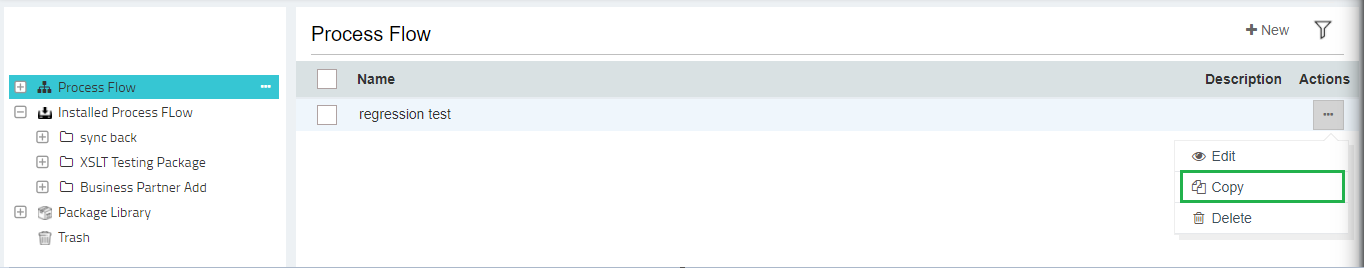 Process Flow
Installed Process FLow
sync back
XSLT Testing Package
Business Partner Add
Package Library
Trash
Process Flow
New
Name Description Actions
regression test
Edit
Copy
Delete